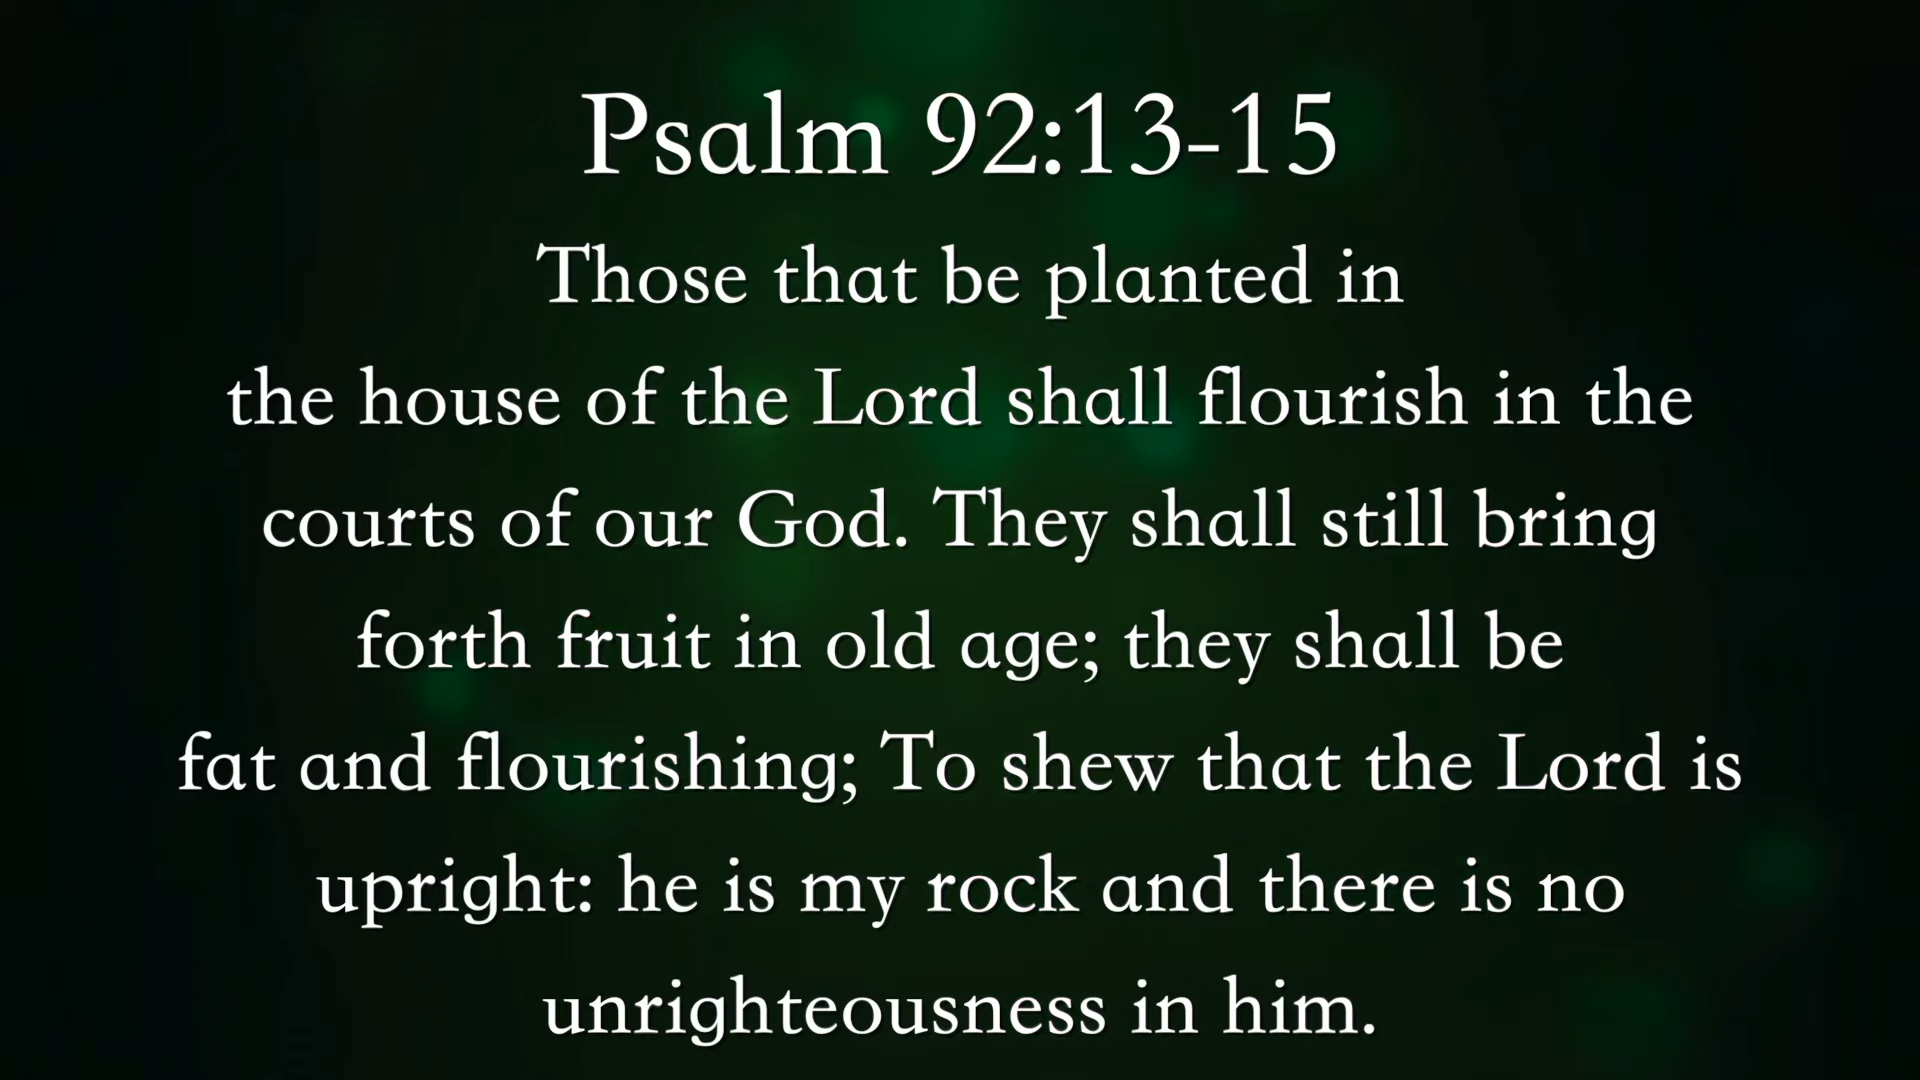 Psalm 92:13-15
Those that be planted in
the house of the Lord shall flourish in the
courts of our God. They shall still bring
forth fruit in old age; they shall be
fat and flourishing; To shew that the Lord is
upright: he is my rock and there is no
unrighteousness in him.